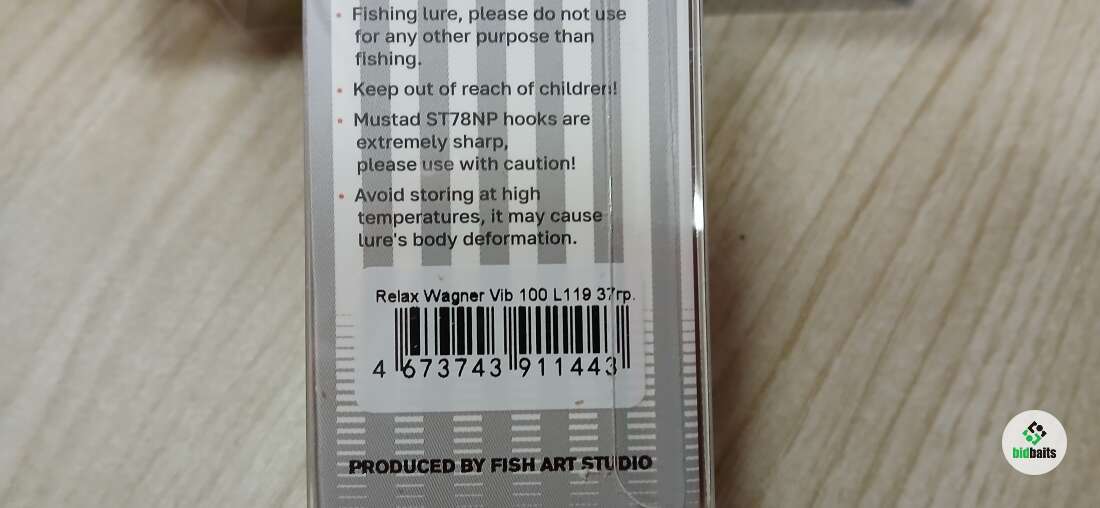 • Fishing lure, please do not use
for any other purpose than
fishing.
• Keep out of reach of children!
• Mustad ST78NP hooks are
extremely sharp,
please use with caution!
• Avoid storing at high
temperatures, it may cause
lure's body deformation.
Relax Wagner Vib 100 L119 37гр.
4 673743 911443
PRODUCED BY FISH ART STUDIO
bidbaits